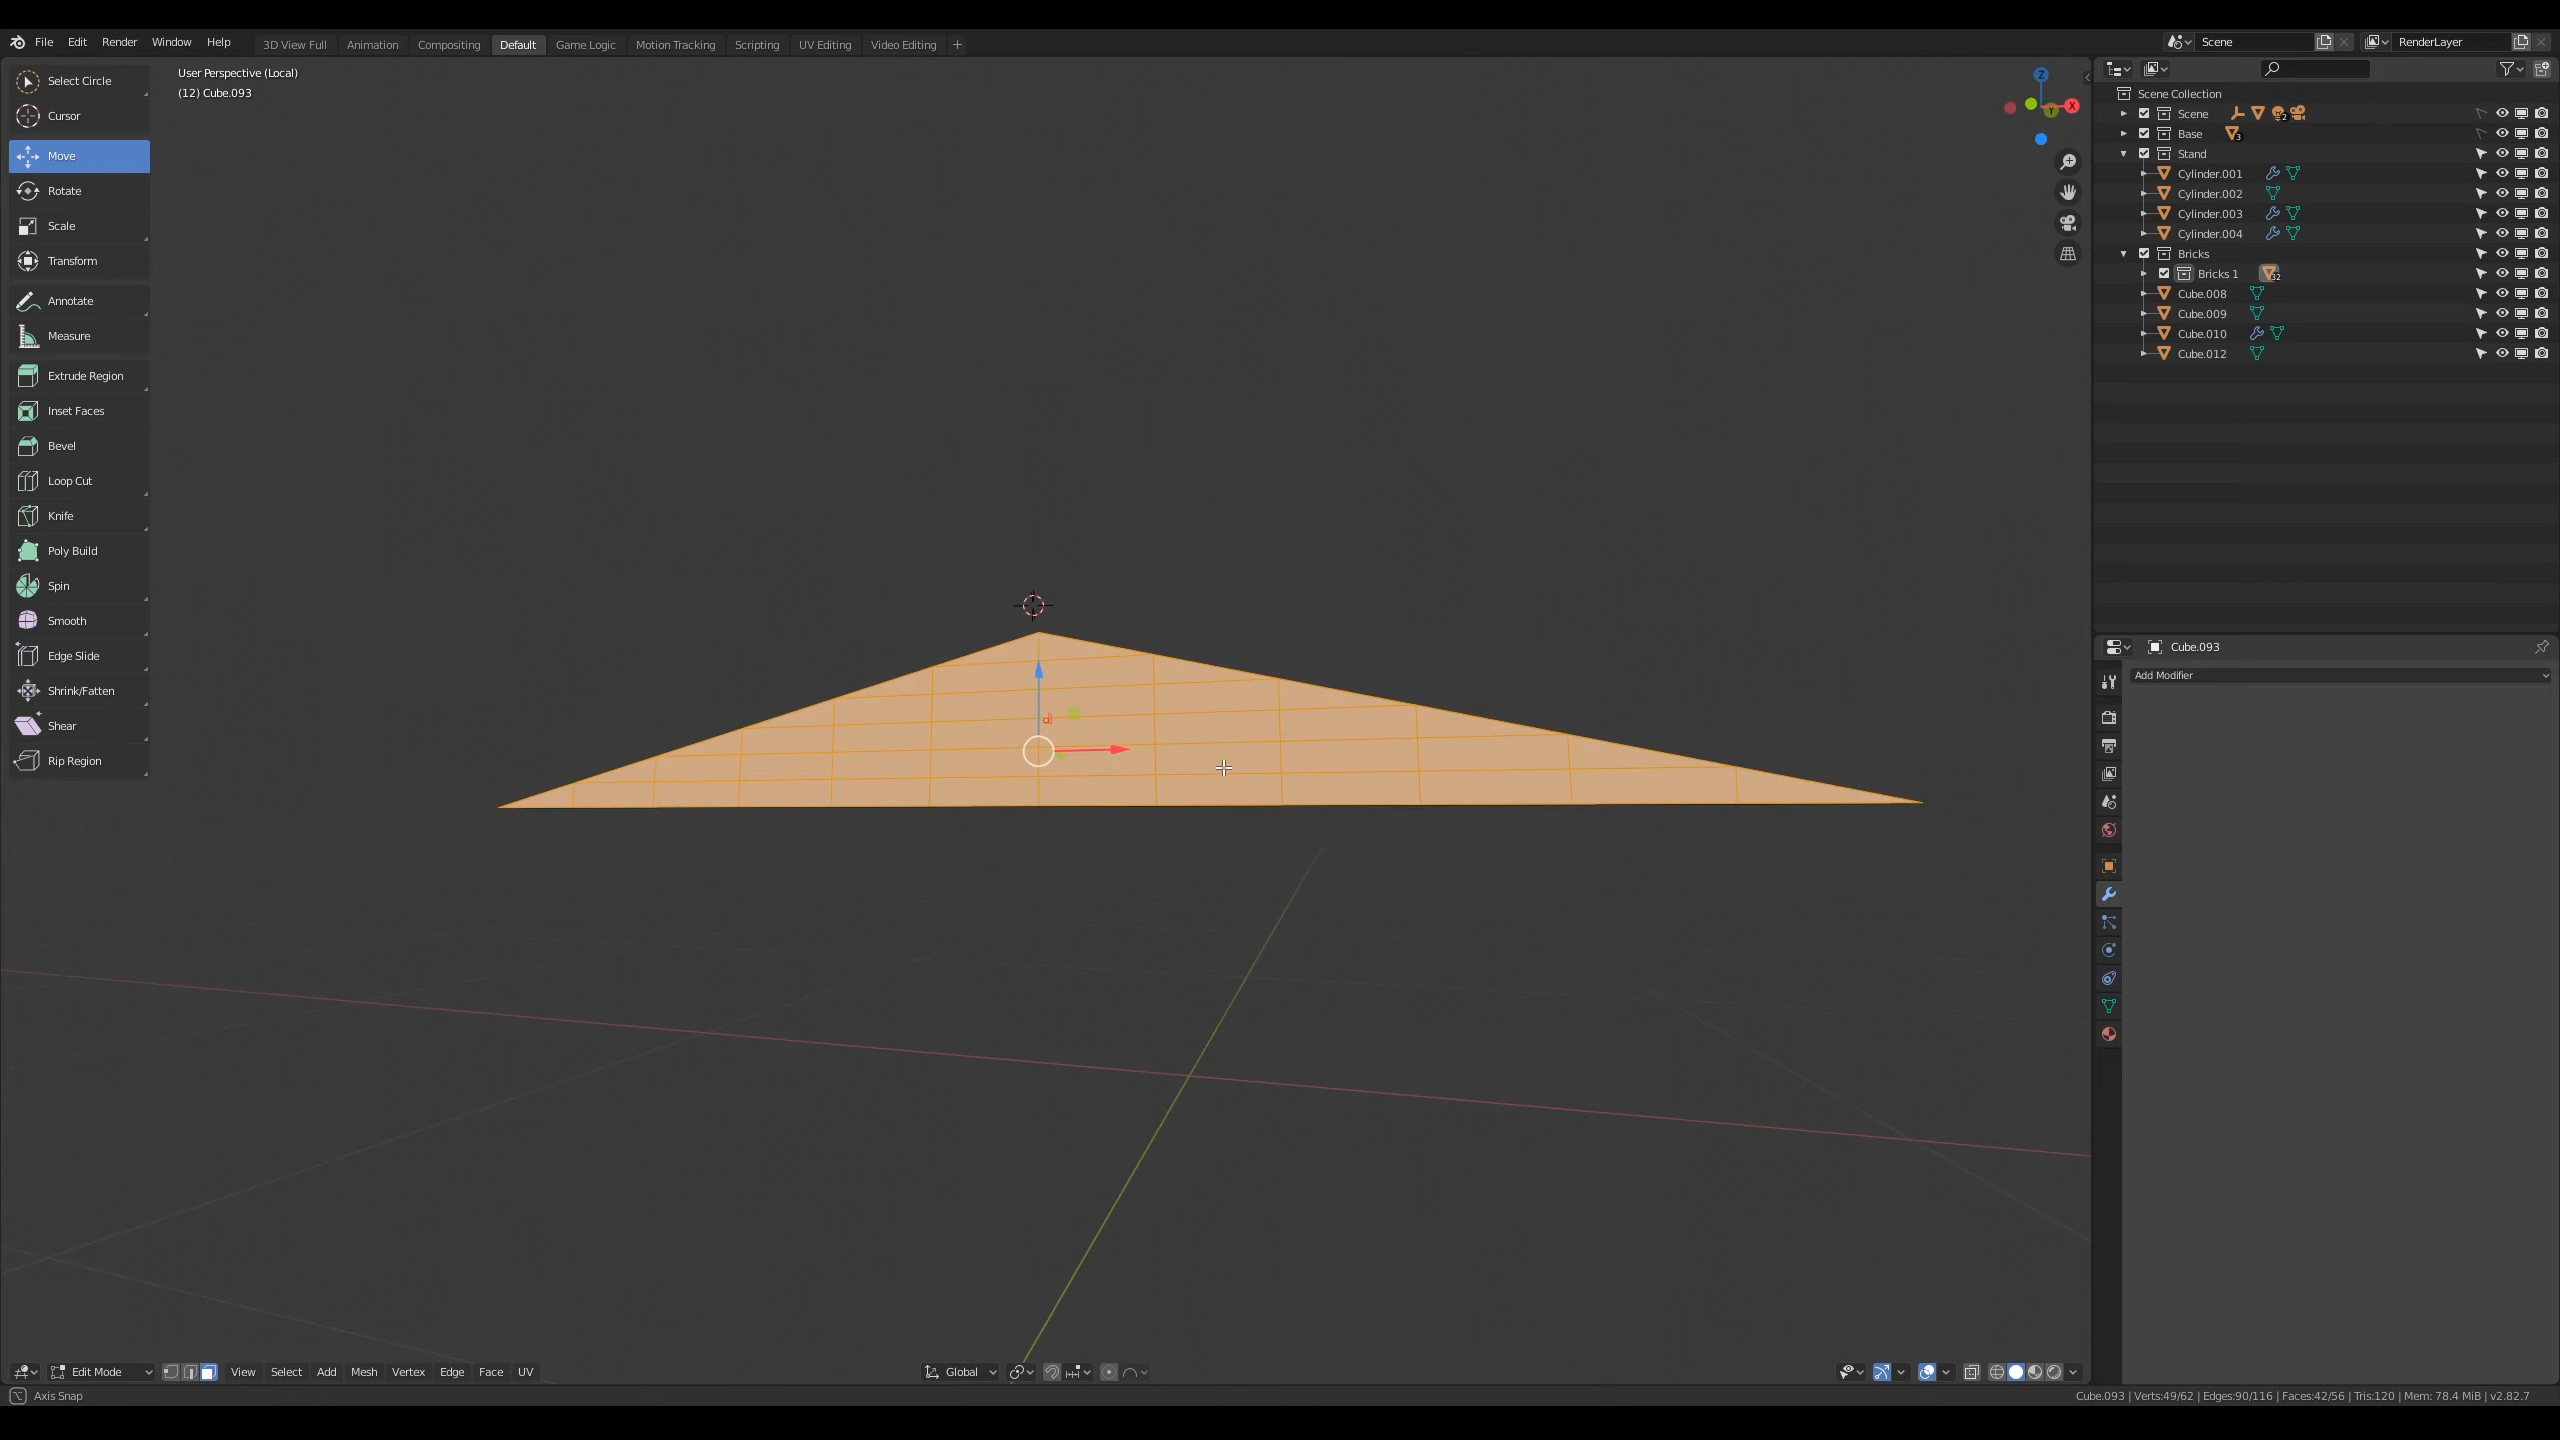 File Edit Render Window Help 3D View Full Animation Compositing Default Game Logic Motion Tracking Scripting UV Editing Video Editing + Scene RenderLayer
User Perspective (Local)
(12) Cube.093
Select Circle
Cursor
Move
Rotate
Scale
Transform
Annotate
Measure
Extrude Region
Inset Faces
Bevel
Loop Cut
Knife
Poly Build
Spin
Smooth
Edge Slide
Shrink/Fatten
Shear
Rip Region
Z
X
Scene Collection
Scene 2
Base 3
Stand
Cylinder.001
Cylinder.002
Cylinder.003
Cylinder.004
Bricks
Bricks 1 32
Cube.008
Cube.009
Cube.010
Cube.012
Cube.093
Add Modifier
Edit Mode View Select Add Mesh Vertex Edge Face UV Global
Axis Snap
Cube.093 | Verts:49/62 | Edges:90/116 | Faces:42/56 | Tris:120 | Mem: 78.4 MiB | v2.82.7